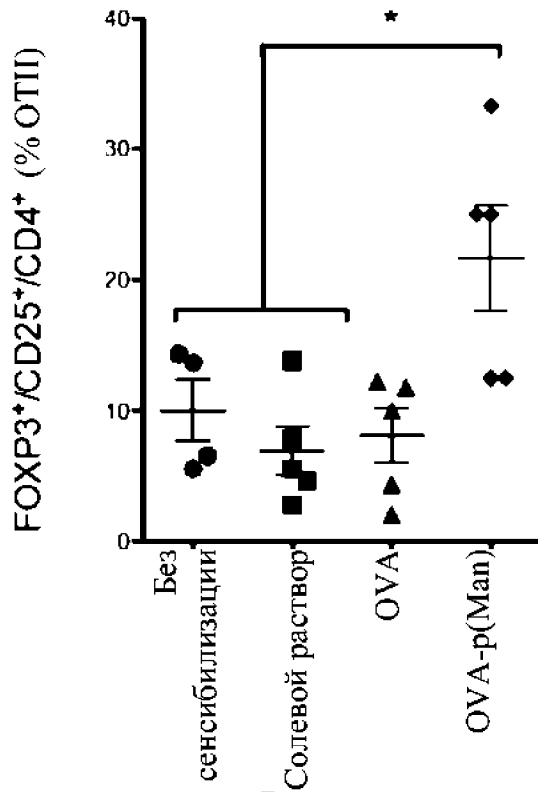 FOXP3⁺/CD25⁺/CD4⁺ (% OTII)
40
30
20
10
0
*
Без
сенсибилизации
Солевой раствор
OVA
OVA-p(Man)